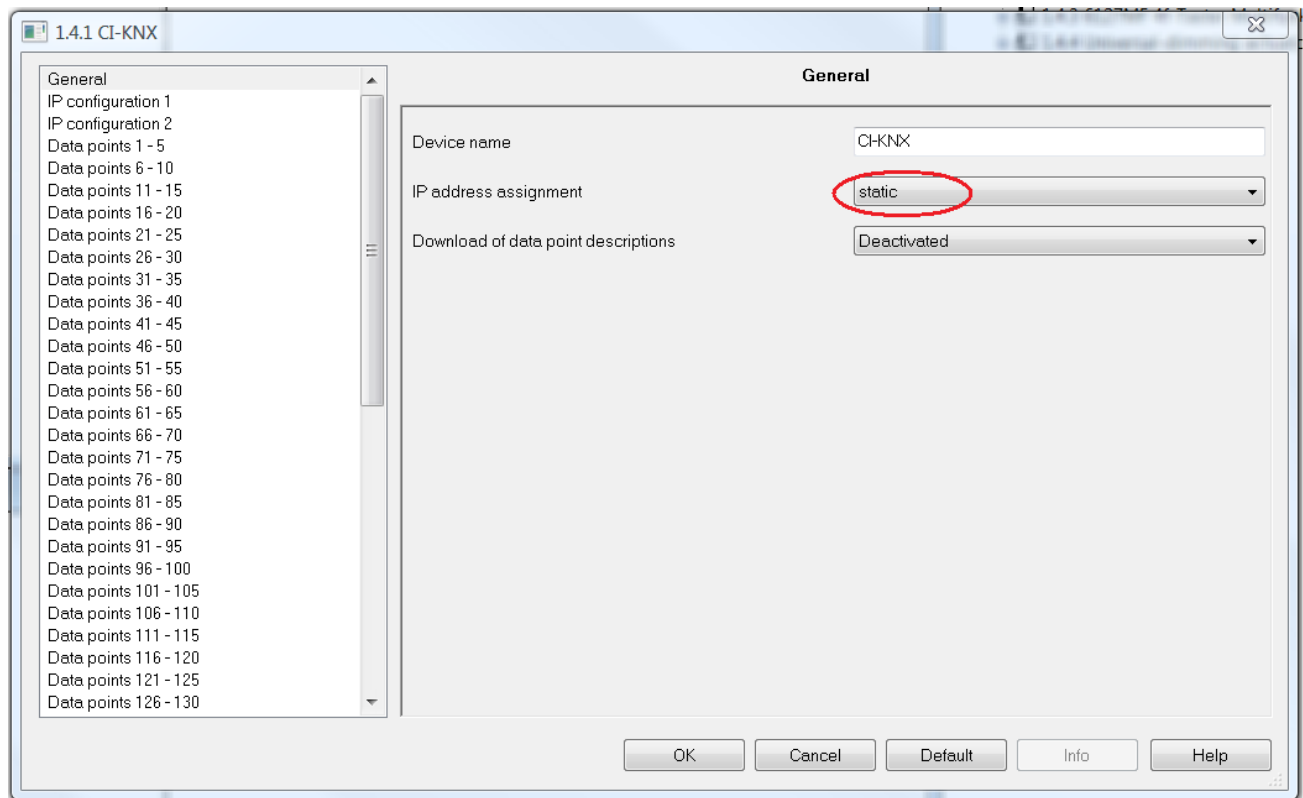 1.4.1 CI-KNX
General
IP configuration 1
IP configuration 2
Data points 1 - 5
Data points 6 - 10
Data points 11 - 15
Data points 16 - 20
Data points 21 - 25
Data points 26 - 30
Data points 31 - 35
Data points 36 - 40
Data points 41 - 45
Data points 46 - 50
Data points 51 - 55
Data points 56 - 60
Data points 61 - 65
Data points 66 - 70
Data points 71 - 75
Data points 76 - 80
Data points 81 - 85
Data points 86 - 90
Data points 91 - 95
Data points 96 - 100
Data points 101 - 105
Data points 106 - 110
Data points 111 - 115
Data points 116 - 120
Data points 121 - 125
Data points 126 - 130
General
Device name CI-KNX
IP address assignment static
Download of data point descriptions Deactivated
OK Cancel Default Info Help